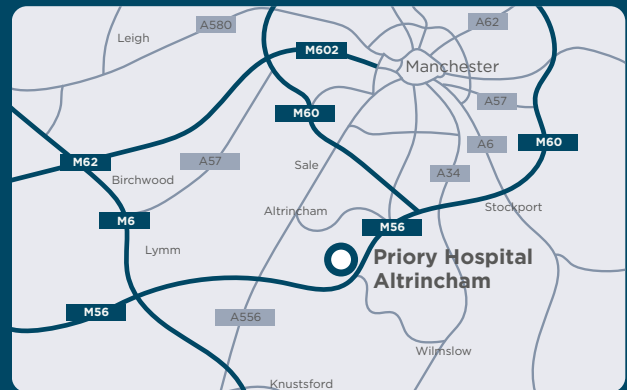 A580
A62
Leigh
M602
Manchester
A57
M60
A6
M60
M62
A57
Sale
A34
Birchwood
Altrincham
Stockport
M6
M56
Lymm
Priory Hospital
Altrincham
M56
A556
Wilmslow
Knustsford